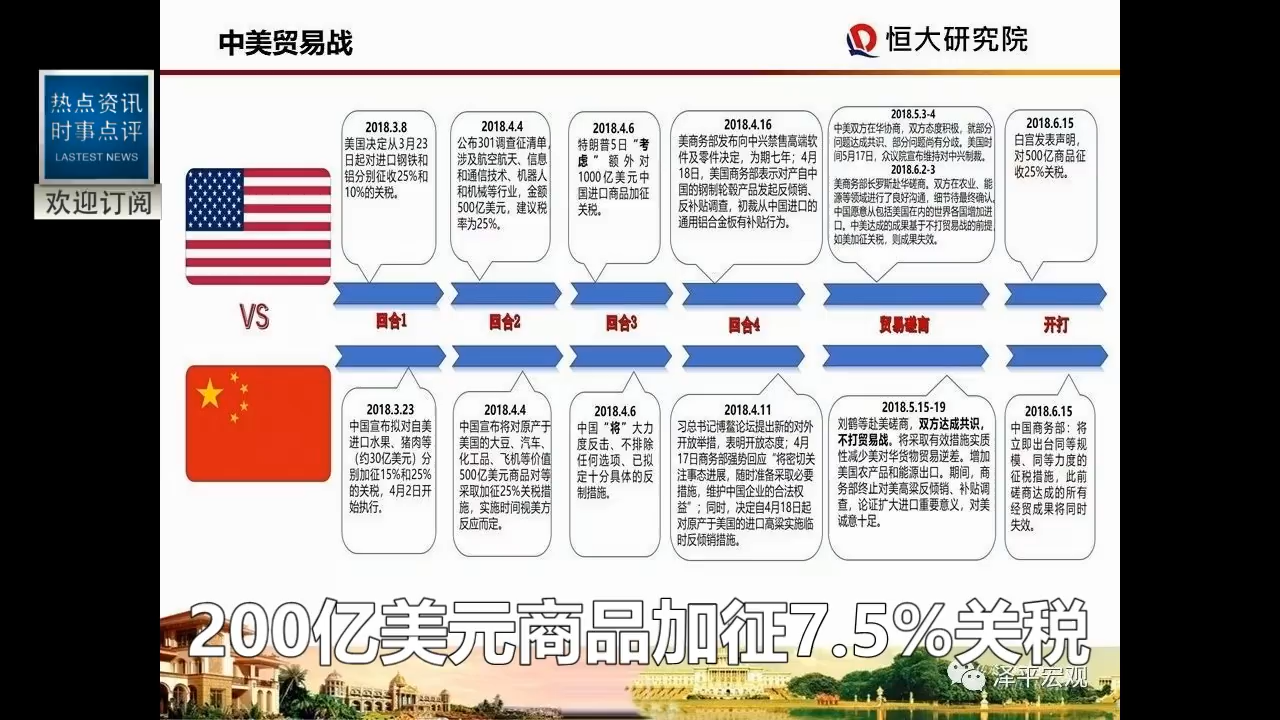 中美贸易战
恒大研究院
热点资讯
时事点评
LASTEST NEWS
欢迎订阅
2018.3.8
美国决定从3月23
日起对进口钢铁和
铝分别征收25%和
10%的关税。
2018.4.4
公布301调查征清单,
涉及航空航天、信息
和通信技术、机器人
和机械等行业，金额
500亿美元，建议税
率为25%。
2018.4.6
特朗普5日“考
虑”额外对
1000亿美元中
国进口商品加征
关税。
2018.4.16
美商务部发布向中兴禁售高端软
件及零件决定，为期七年；4月
18日，美国商务部表示对产自中
国的钢制轮毂产品发起反倾销、
反补贴调查，初裁从中国进口的
通用铝合金板有补贴行为。
2018.5.3-4
中美双方在华协商，双方态度积极，就部分
问题达成共识、部分问题尚有分歧。美国时
间5月17日，众议院宣布维持对中兴制裁。
2018.6.2-3
美商务部长罗斯赴华磋商。双方在农业、能
源等领域进行了良好沟通，细节待最终确认,
中国愿意从包括美国在内的世界各国增加进
口。中美达成的成果基于不打贸易战的前提,
如美加征关税，则成果失效。
2018.6.15
白宫发表声明，
对500亿商品征
收25%关税。
VS
回合1
回合2
回合3
回合4
贸易磋商
开打
2018.3.23
中国宣布拟对自美
进口水果、猪肉等
（约30亿美元）分
别加征15%和25%
的关税，4月2日开
始执行。
2018.4.4
中国宣布将对原产于
美国的大豆、汽车、
化工品、飞机等价值
500亿美元商品对等
采取加征25%关税措
施，实施时间视美方
反应而定。
2018.4.6
中国“将”大力
度反击、不排除
任何选项、已拟
定十分具体的反
制措施。
2018.4.11
习总书记博鳌论坛提出新的对外
开放举措，表明开放态度；4月
17日商务部强势回应“将密切关
注事态进展，随时准备采取必要
措施，维护中国企业的合法权
益”；同时，决定自4月18日起
对原产于美国的进口高粱实施临
时反倾销措施。
2018.5.15-19
刘鹤等赴美磋商，双方达成共识，
不打贸易战。将采取有效措施实质
性减少美对华货物贸易逆差。增加
美国农产品和能源出口。期间，商
务部终止对美高粱反倾销、补贴调
查，论证扩大进口重要意义，对美
诚意十足。
2018.6.15
中国商务部：将
立即出台同等规
模、同等力度的
征税措施，此前
磋商达成的所有
经贸成果将同时
失效。
200亿美元商品加征7.5%关税
泽平宏观